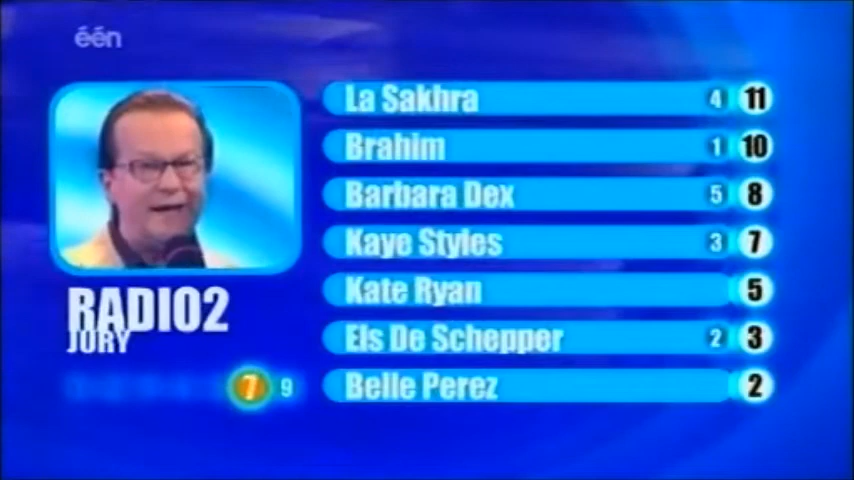 één
La Sakhra 4 11
Brahim 1 10
Barbara Dex 5 8
Kaye Styles 3 7
Kate Ryan 5
Els De Schepper 2 3
Belle Perez 2
RADIO2
JURY
7 9